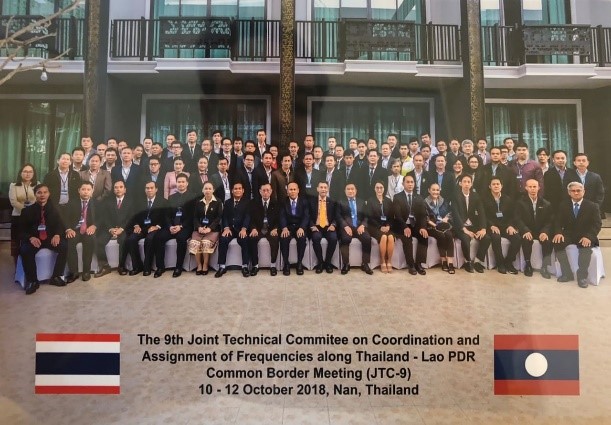 The 9th Joint Technical Commitee on Coordination and
Assignment of Frequencies along Thailand - Lao PDR
Common Border Meeting (JTC-9)
10 - 12 October 2018, Nan, Thailand